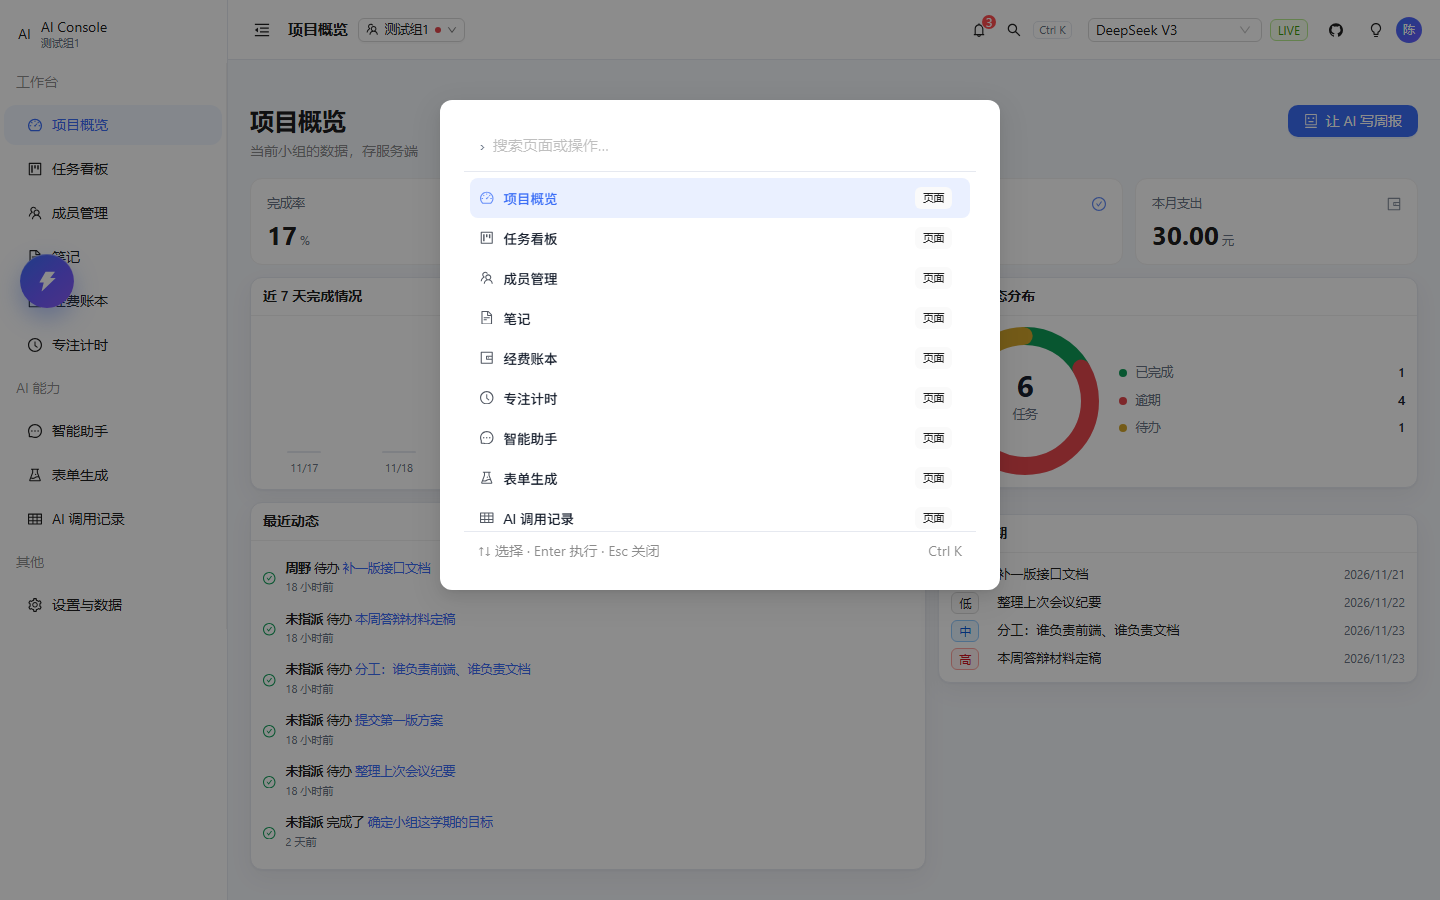 AI
AI Console
测试组1
工作台
项目概览
任务看板
成员管理
笔记
经费账本
专注计时
AI 能力
智能助手
表单生成
AI 调用记录
其他
设置与数据
项目概览
测试组1
3
Ctrl K
DeepSeek V3
LIVE
陈
项目概览
当前小组的数据，存服务端
让 AI 写周报
完成率
17 %
本月支出
30.00 元
近 7 天完成情况
11/17
11/18
态分布
6
任务
已完成 1
逾期 4
待办 1
最近动态
周野 待办 补一版接口文档
18 小时前
未指派 待办 本周答辩材料定稿
18 小时前
未指派 待办 分工：谁负责前端、谁负责文档
18 小时前
未指派 待办 提交第一版方案
18 小时前
未指派 待办 整理上次会议纪要
18 小时前
未指派 完成了 确定小组这学期的目标
2 天前
期
补一版接口文档 2026/11/21
低 整理上次会议纪要 2026/11/22
中 分工：谁负责前端、谁负责文档 2026/11/23
高 本周答辩材料定稿 2026/11/23
› 搜索页面或操作...
项目概览 页面
任务看板 页面
成员管理 页面
笔记 页面
经费账本 页面
专注计时 页面
智能助手 页面
表单生成 页面
AI 调用记录 页面
↑↓ 选择 · Enter 执行 · Esc 关闭
Ctrl K